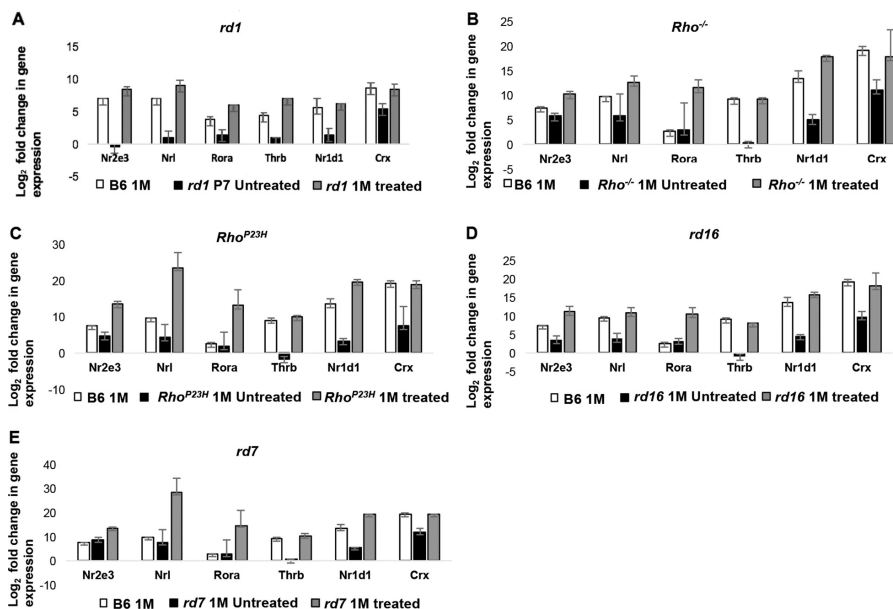 A
rd1
Log2 fold change in gene
expression
15
10
5
0
-5
Nr2e3 Nrl Rora Thrb Nr1d1 Crx
B6 1M rd1 P7 Untreated rd1 1M treated
B
Rho-/-
Log2 fold change in gene
expression
25
20
15
10
5
0
-5
Nr2e3 Nrl Rora Thrb Nr1d1 Crx
B6 1M Rho-/- 1M Untreated Rho-/- 1M treated
C
RhoP23H
Log2 fold change in gene
expression
30
20
10
0
-10
Nr2e3 Nrl Rora Thrb Nr1d1 Crx
B6 1M RhoP23H 1M Untreated RhoP23H 1M treated
D
rd16
Log2 fold change in gene
expression
25
20
15
10
5
0
-5
Nr2e3 Nrl Rora Thrb Nr1d1 Crx
B6 1M rd16 1M Untreated rd16 1M treated
E
rd7
Log2 fold change in gene
expression
40
30
20
10
0
-10
Nr2e3 Nrl Rora Thrb Nr1d1 Crx
B6 1M rd7 1M Untreated rd7 1M treated